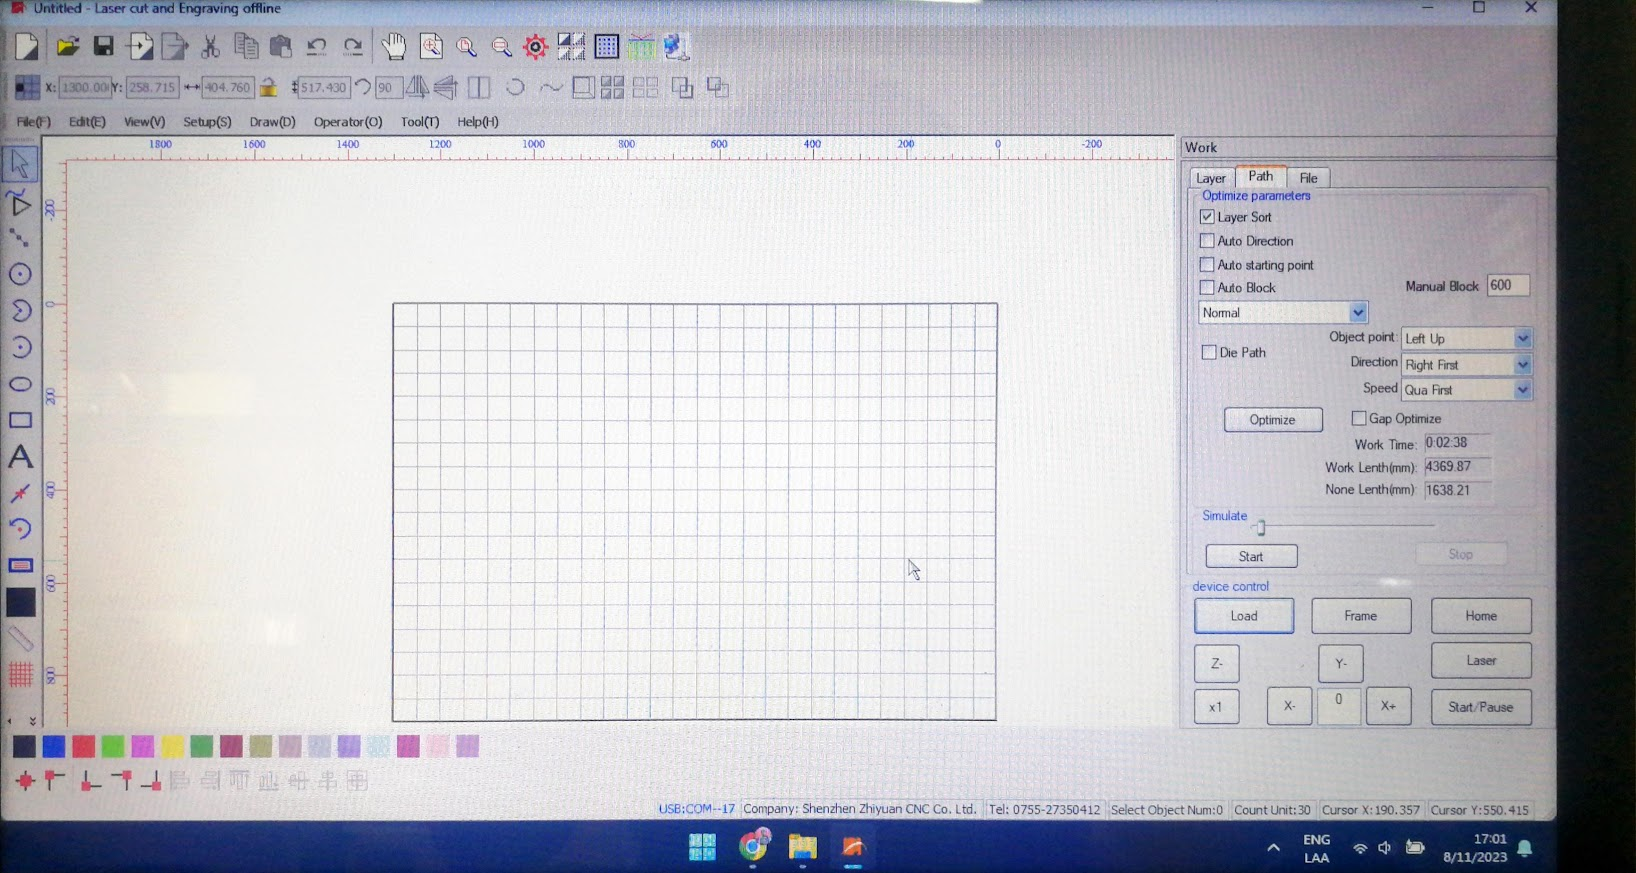 Untitled - Laser cut and Engraving offline
X: 1300.00 Y: 258.715 404.760 517.430 90
File(F) Edit(E) View(V) Setup(S) Draw(D) Operator(O) Tool(T) Help(H)
1800 1600 1400 1200 1000 800 600 400 200 0 -200
-200
0
200
400
600
800
A
Work
Layer Path File
Optimize parameters
Layer Sort
Auto Direction
Auto starting point
Auto Block Manual Block 600
Normal
Object point: Left Up
Die Path
Direction Right First
Speed Qua First
Optimize Gap Optimize
Work Time: 0:02:38
Work Lenth(mm): 4369.87
None Lenth(mm): 1638.21
Simulate
Start Stop
device control
Load Frame Home
Z- Y- Laser
x1 X- 0 X+ Start/Pause
USB:COM--17 Company: Shenzhen Zhiyuan CNC Co. Ltd. Tel: 0755-27350412 Select Object Num:0 Count Unit:30 Cursor X:190.357 Cursor Y:550.415
ENG
LAA
17:01
8/11/2023